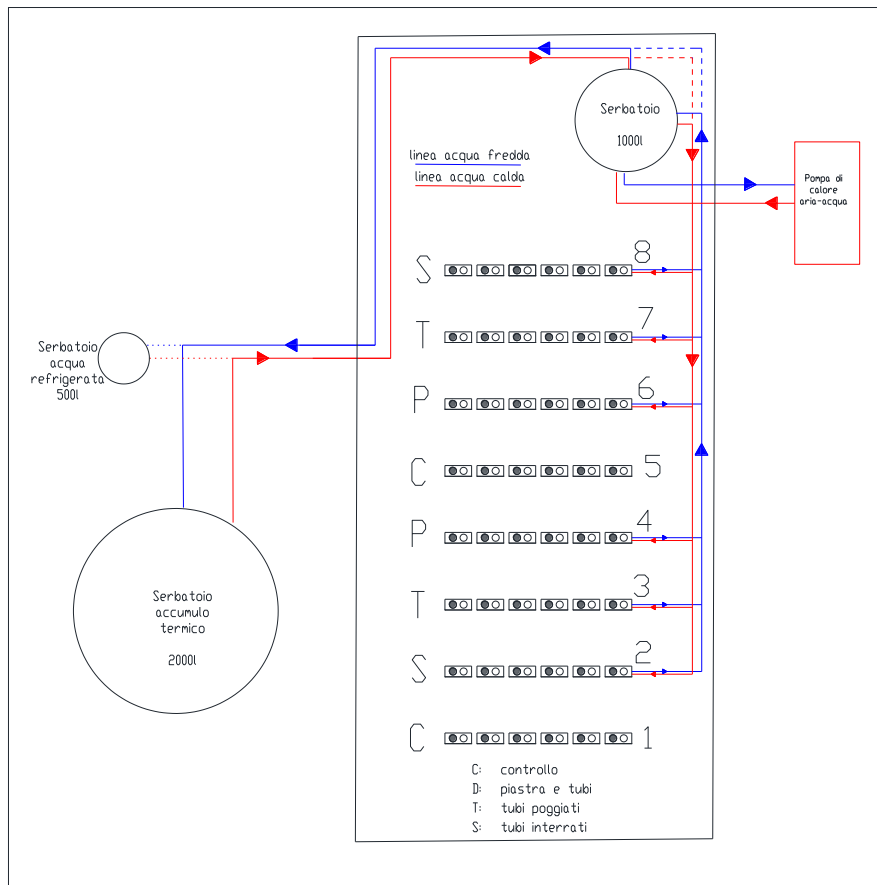 Serbatoio
1000l
linea acqua fredda
linea acqua calda
Pompa di
calore
aria-acqua
S 8
T 7
Serbatoio
acqua
refrigerata
500l
P 6
C 5
P 4
T 3
Serbatoio
accumulo
termico
2000l
S 2
C 1
C: controllo
D: piastra e tubi
T: tubi poggiati
S: tubi interrati